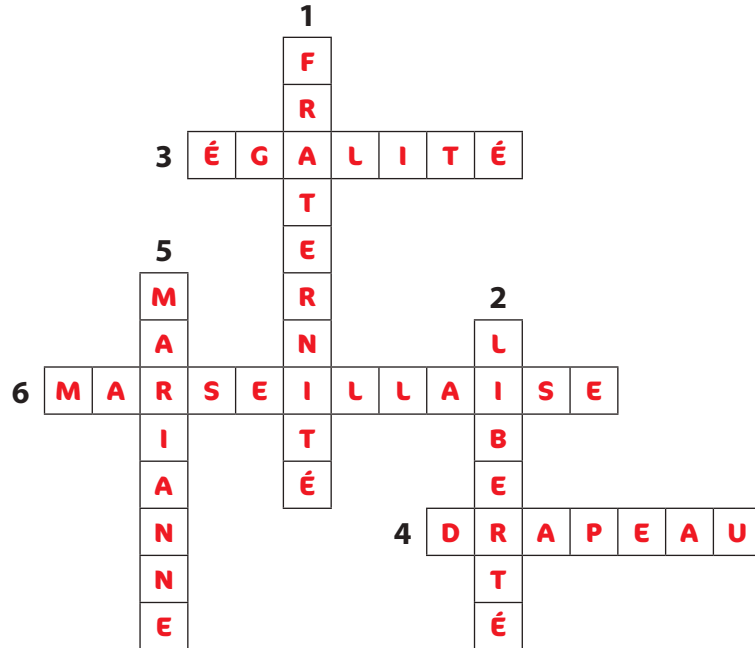 1
F
R
3 ÉGALITÉ
T
E
5
M R 2
A N L
6 MARSEILLAISE
I T B
A É E
N 4 DRAPEAU
N T
E É